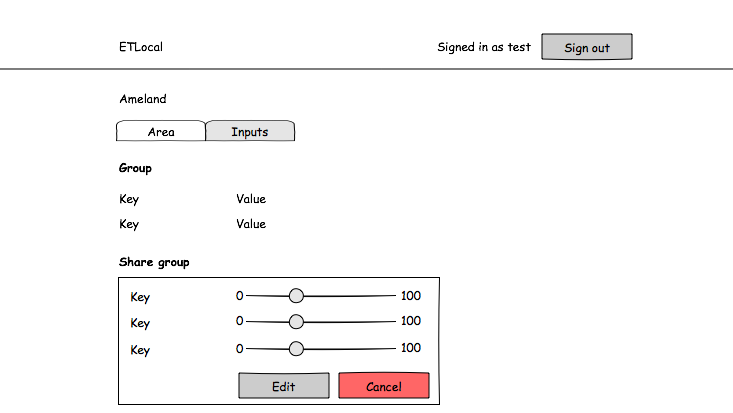 ETLocal Signed in as test Sign out
Ameland
Area Inputs
Group
Key Value
Key Value
Share group
Key 0 100
Key 0 100
Key 0 100
Edit Cancel